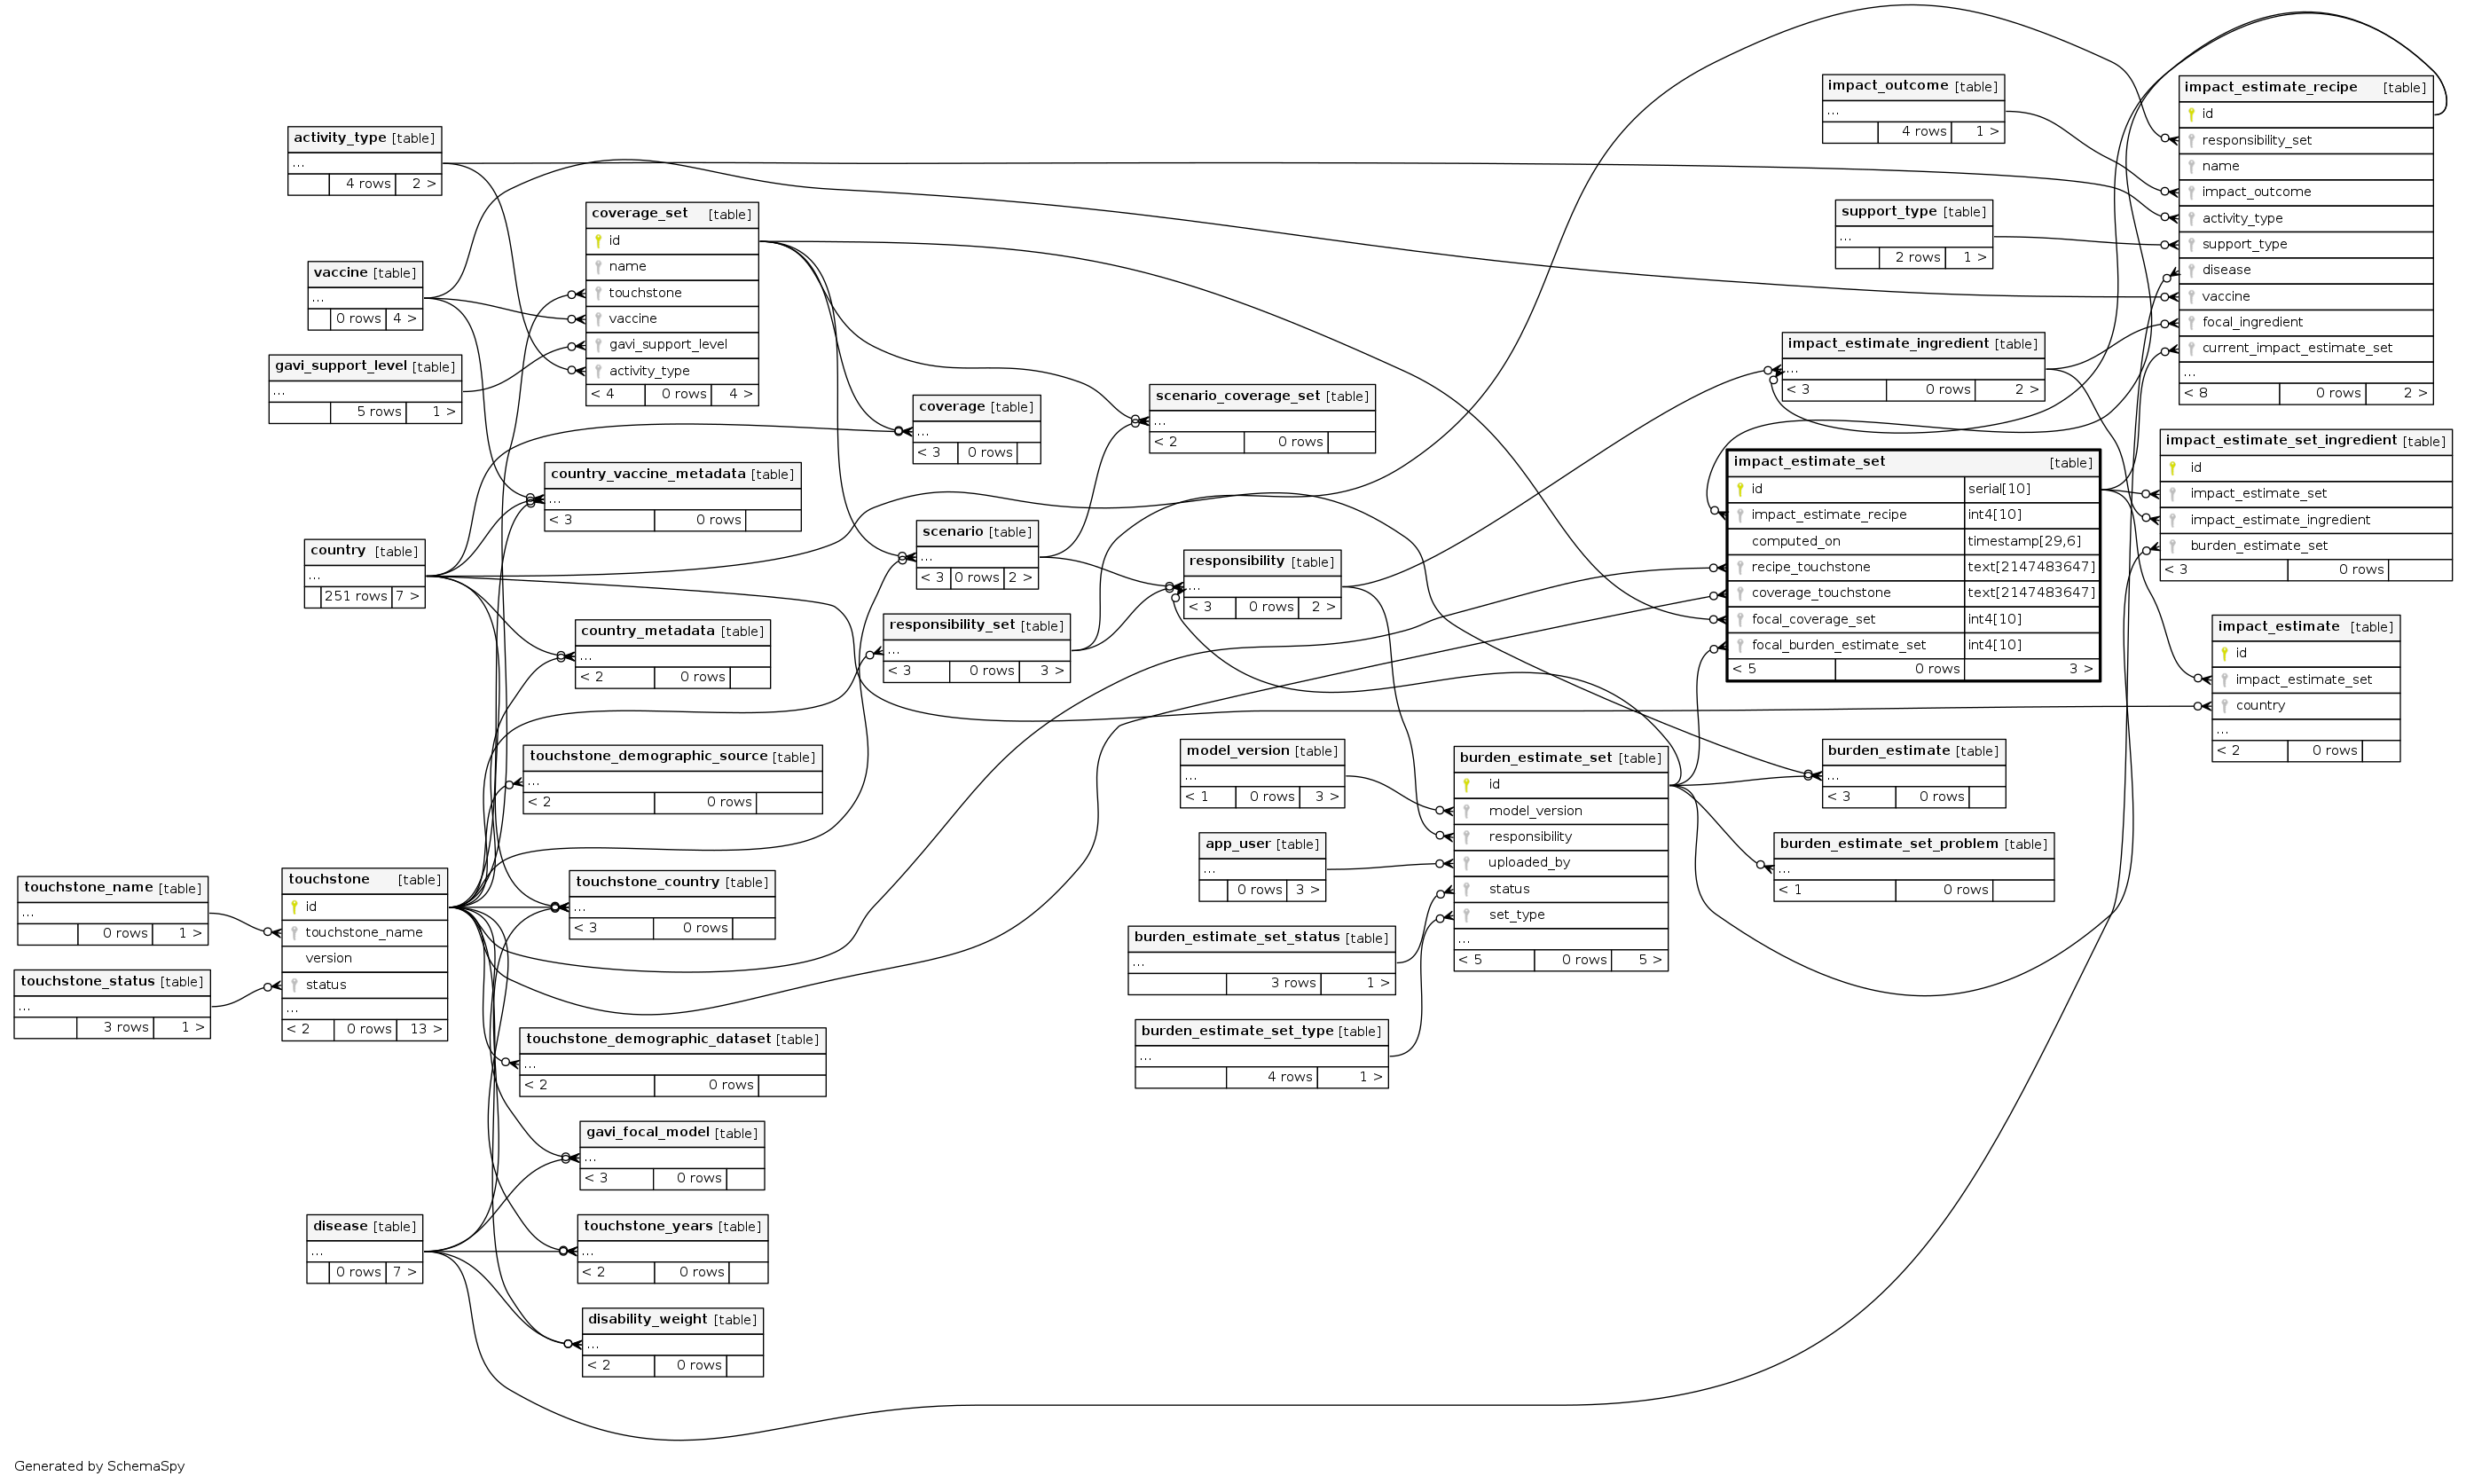 impact_outcome [table]
...
4 rows 1 >
impact_estimate_recipe [table]
id
responsibility_set
name
impact_outcome
activity_type
support_type
disease
vaccine
focal_ingredient
current_impact_estimate_set
...
< 8 0 rows 2 >
activity_type [table]
...
4 rows 2 >
coverage_set [table]
id
name
touchstone
vaccine
gavi_support_level
activity_type
< 4 0 rows 4 >
support_type [table]
...
2 rows 1 >
vaccine [table]
...
0 rows 4 >
gavi_support_level [table]
...
5 rows 1 >
impact_estimate_ingredient [table]
...
< 3 0 rows 2 >
coverage [table]
...
< 3 0 rows
scenario_coverage_set [table]
...
< 2 0 rows
impact_estimate_set_ingredient [table]
id
impact_estimate_set
impact_estimate_ingredient
burden_estimate_set
< 3 0 rows
impact_estimate_set [table]
id serial[10]
impact_estimate_recipe int4[10]
computed_on timestamp[29,6]
recipe_touchstone text[2147483647]
coverage_touchstone text[2147483647]
focal_coverage_set int4[10]
focal_burden_estimate_set int4[10]
< 5 0 rows 3 >
country_vaccine_metadata [table]
...
< 3 0 rows
country [table]
...
251 rows 7 >
scenario [table]
...
< 3 0 rows 2 >
responsibility [table]
...
< 3 0 rows 2 >
country_metadata [table]
...
< 2 0 rows
responsibility_set [table]
...
< 3 0 rows 3 >
impact_estimate [table]
id
impact_estimate_set
country
...
< 2 0 rows
touchstone_demographic_source [table]
...
< 2 0 rows
model_version [table]
...
< 1 0 rows 3 >
burden_estimate_set [table]
id
model_version
responsibility
uploaded_by
status
set_type
...
< 5 0 rows 5 >
burden_estimate [table]
...
< 3 0 rows
app_user [table]
...
0 rows 3 >
burden_estimate_set_problem [table]
...
< 1 0 rows
touchstone_name [table]
...
0 rows 1 >
touchstone [table]
id
touchstone_name
version
status
...
< 2 0 rows 13 >
touchstone_country [table]
...
< 3 0 rows
burden_estimate_set_status [table]
...
3 rows 1 >
touchstone_status [table]
...
3 rows 1 >
burden_estimate_set_type [table]
...
4 rows 1 >
touchstone_demographic_dataset [table]
...
< 2 0 rows
gavi_focal_model [table]
...
< 3 0 rows
disease [table]
...
0 rows 7 >
touchstone_years [table]
...
< 2 0 rows
disability_weight [table]
...
< 2 0 rows
Generated by SchemaSpy